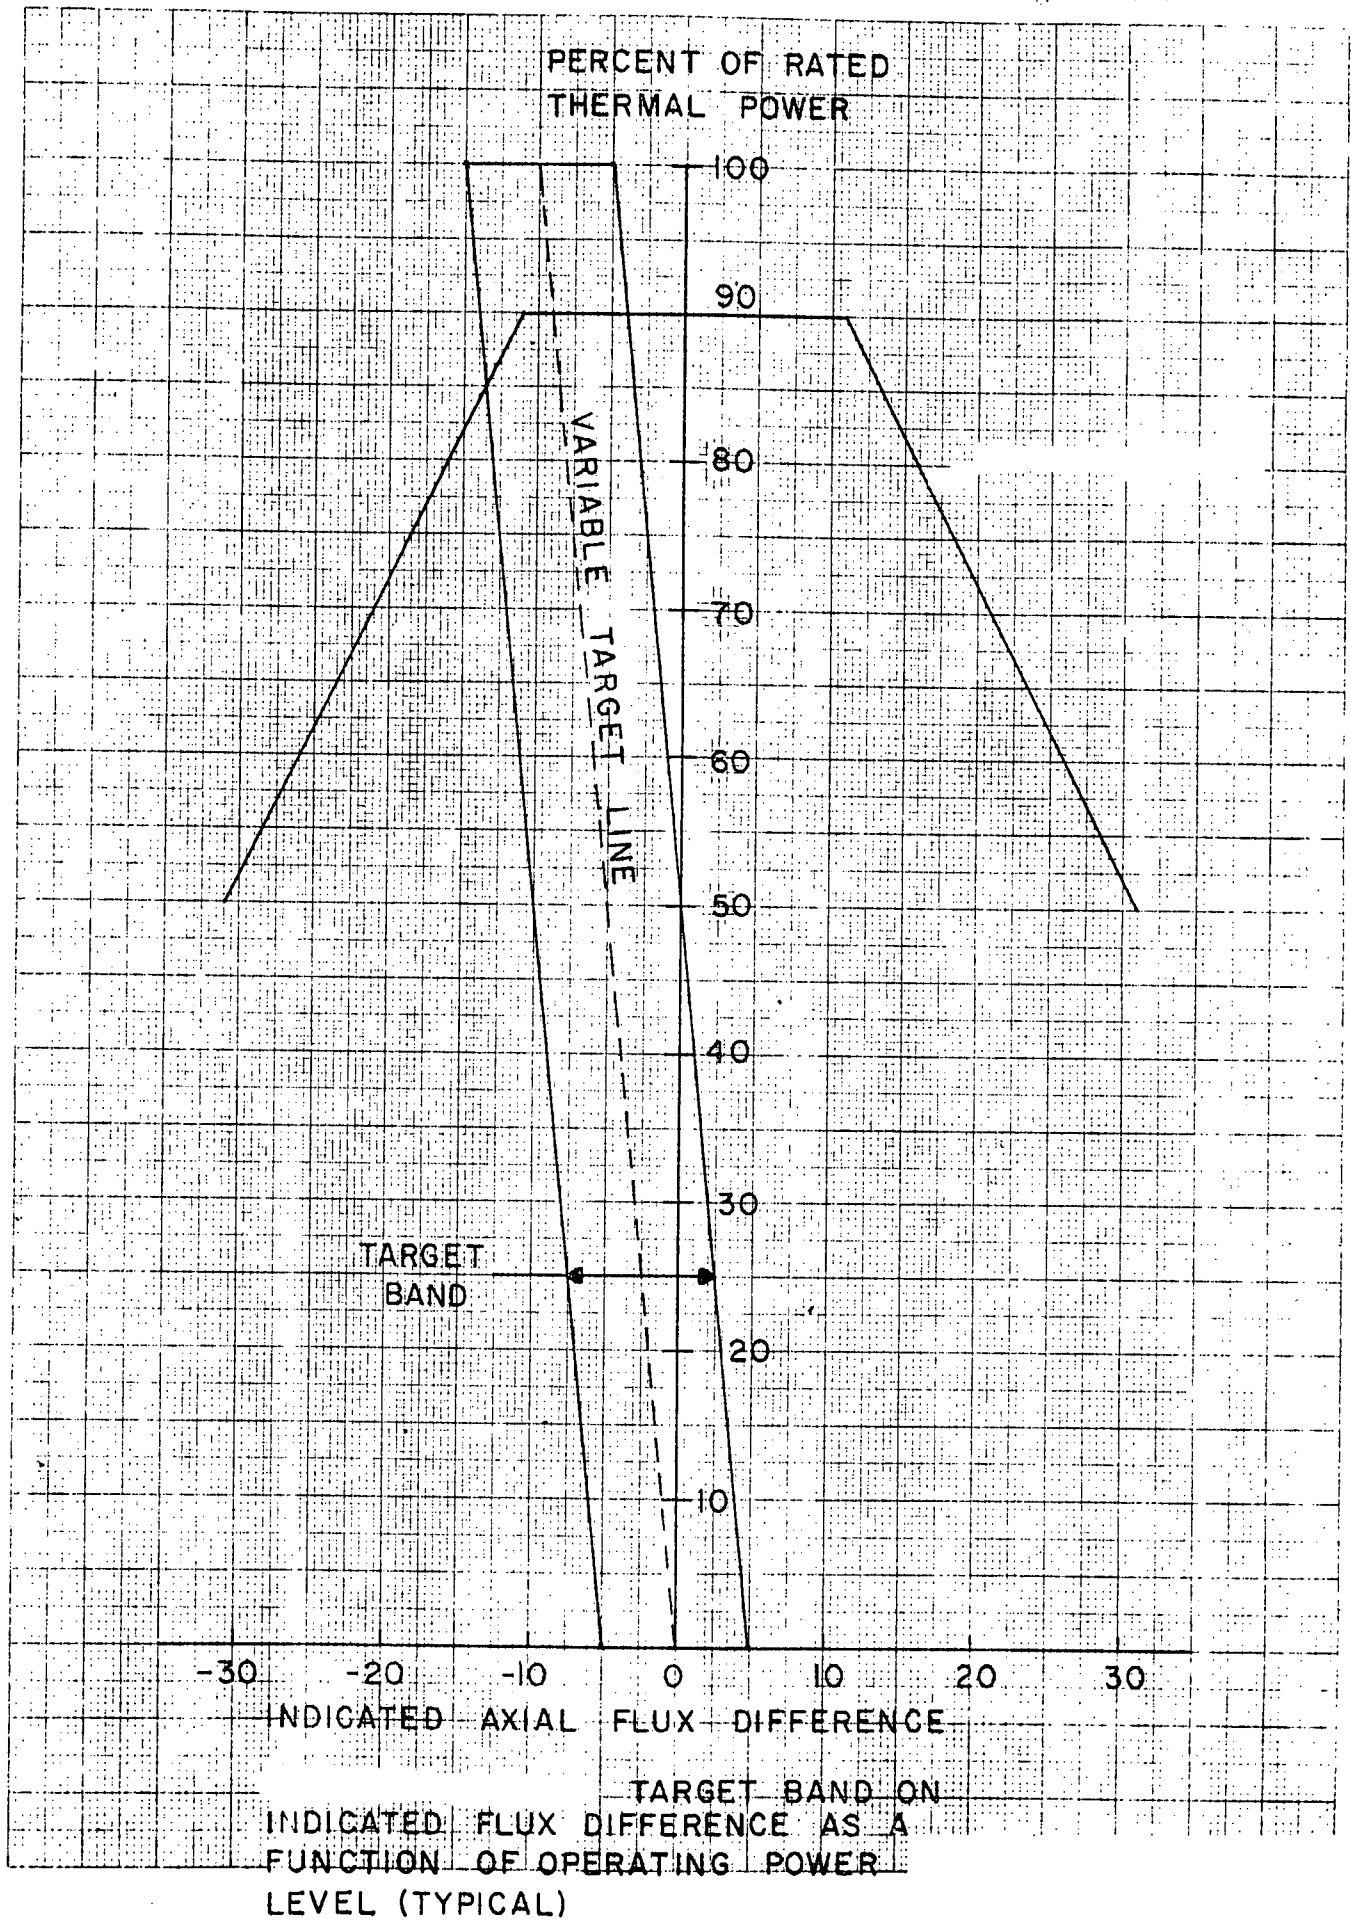 PERCENT OF RATED
THERMAL POWER
100
90
80
70
60
50
40
30
20
10
VARIABLE TARGET LINE
TARGET
BAND
-30 -20 -10 0 10 20 30
INDICATED AXIAL FLUX DIFFERENCE
TARGET BAND ON
INDICATED FLUX DIFFERENCE AS A
FUNCTION OF OPERATING POWER
LEVEL (TYPICAL)